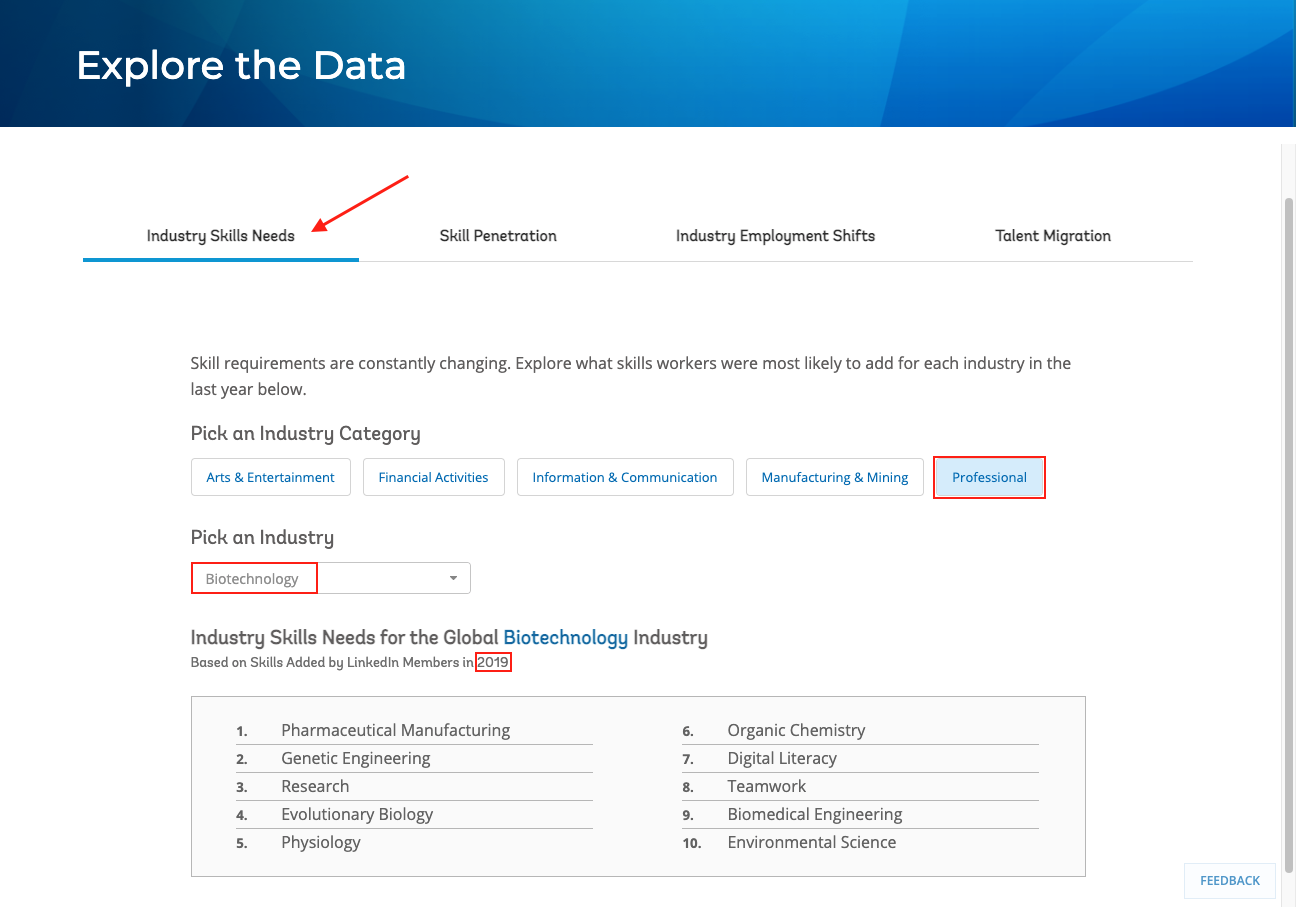 Explore the Data
Industry Skills Needs
Skill Penetration
Industry Employment Shifts
Talent Migration
Skill requirements are constantly changing. Explore what skills workers were most likely to add for each industry in the
last year below.
Pick an Industry Category
Arts & Entertainment
Financial Activities
Information & Communication
Manufacturing & Mining
Professional
Pick an Industry
Biotechnology
Industry Skills Needs for the Global Biotechnology Industry
Based on Skills Added by LinkedIn Members in 2019
1. Pharmaceutical Manufacturing
2. Genetic Engineering
3. Research
4. Evolutionary Biology
5. Physiology
6. Organic Chemistry
7. Digital Literacy
8. Teamwork
9. Biomedical Engineering
10. Environmental Science
FEEDBACK